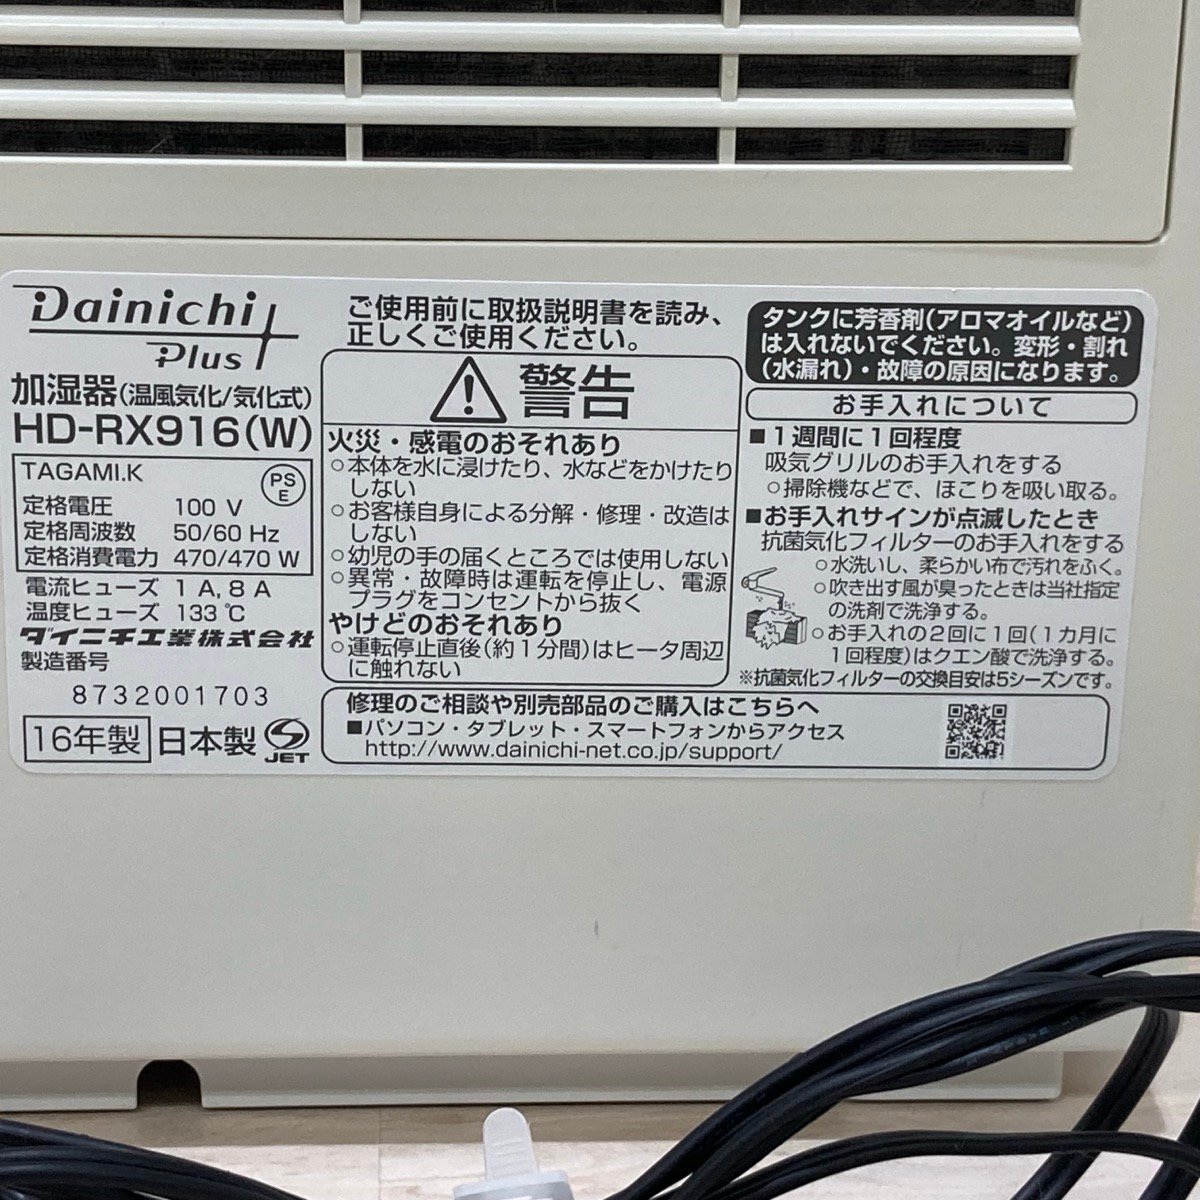 Dainichi
Plus
加湿器(温風気化/気化式)
HD-RX916(W)
TAGAMI.K
PS
E
定格電圧 100 V
定格周波数 50/60 Hz
定格消費電力 470/470 W
電流ヒューズ 1 A, 8 A
温度ヒューズ 133 ℃
ダイニチ工業株式会社
製造番号
8732001703
16年製 日本製
JET
ご使用前に取扱説明書を読み、
正しくご使用ください。
警告
火災・感電のおそれあり
○本体を水に浸けたり、水などをかけたり
しない
○お客様自身による分解・修理・改造は
しない
○幼児の手の届くところでは使用しない
○異常・故障時は運転を停止し、電源
プラグをコンセントから抜く
やけどのおそれあり
○運転停止直後(約1分間)はヒータ周辺
に触れない
タンクに芳香剤(アロマオイルなど)
は入れないでください。変形・割れ
(水漏れ)・故障の原因になります。
お手入れについて
■1週間に1回程度
吸気グリルのお手入れをする
○掃除機などで、ほこりを吸い取る。
■お手入れサインが点滅したとき
抗菌気化フィルターのお手入れをする
○水洗いし、柔らかい布で汚れをふく。
○吹き出す風が臭ったときは当社指定
の洗剤で洗浄する。
○お手入れの2回に1回(1カ月に
1回程度)はクエン酸で洗浄する。
※抗菌気化フィルターの交換目安は5シーズンです。
修理のご相談や別売部品のご購入はこちらへ
■パソコン・タブレット・スマートフォンからアクセス
http://www.dainichi-net.co.jp/support/